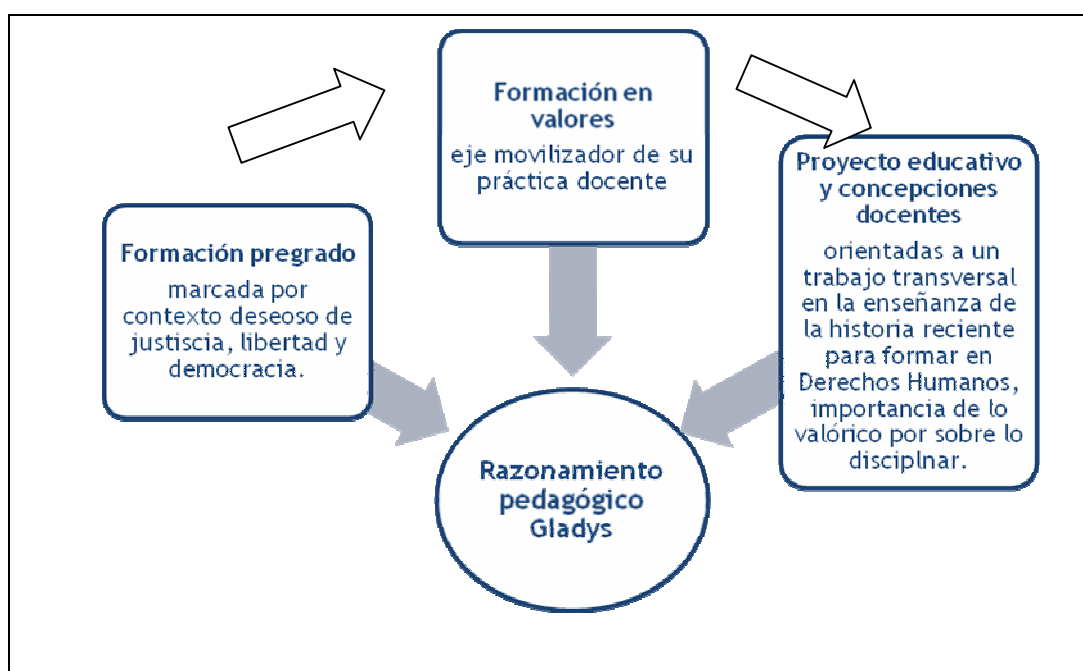 Formación pregrado
marcada por
contexto deseoso de
justiscia, libertad y
democracia.
Formación en
valores
eje movilizador de su
práctica docente
Proyecto educativo
y concepciones
docentes
orientadas a un
trabajo transversal
en la enseñanza de
la historia reciente
para formar en
Derechos Humanos,
importancia de lo
valórico por sobre lo
disciplnar.
Razonamiento
pedagógico
Gladys